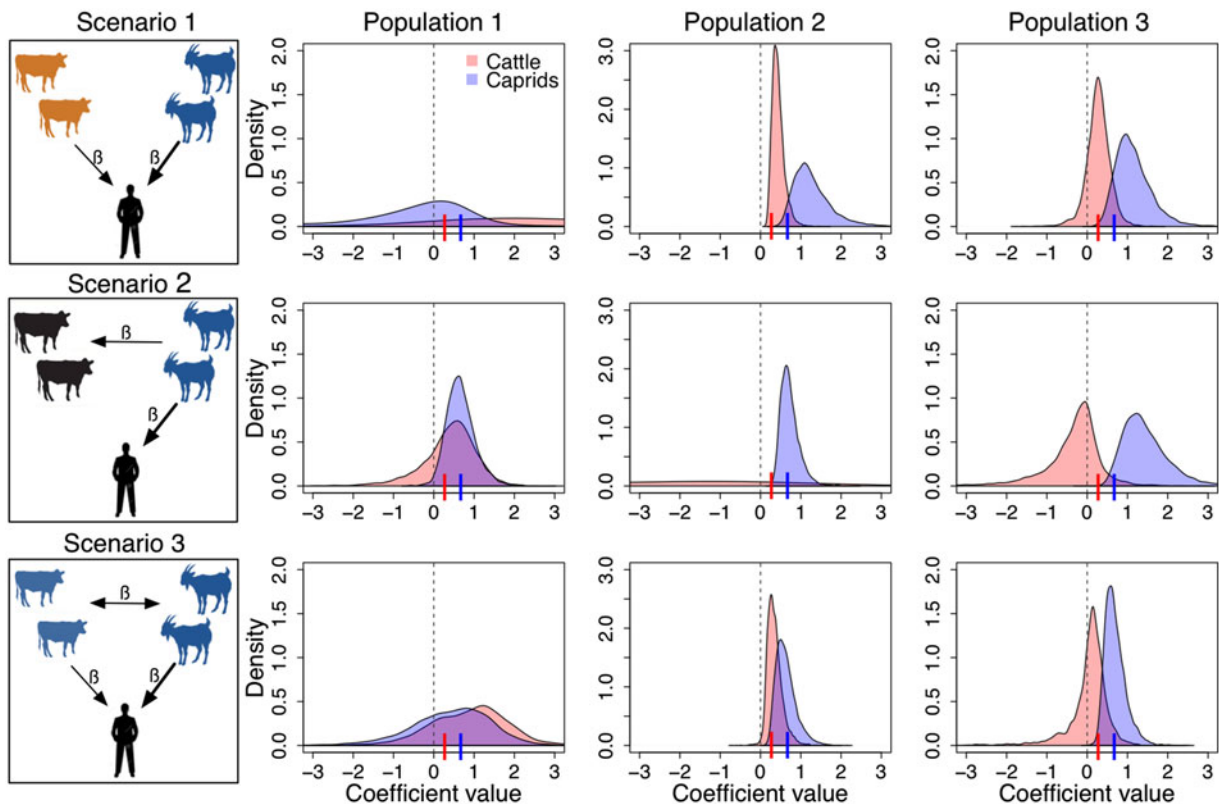 Scenario 1
Population 1
Population 2
Population 3
ß
ß
Density
0.0 0.5 1.0 1.5 2.0
−3 −2 −1 0 1 2 3
Cattle
Caprids
0.0 1.0 2.0 3.0
−3 −2 −1 0 1 2 3
0.0 0.5 1.0 1.5 2.0
−3 −2 −1 0 1 2 3
Scenario 2
ß
ß
Density
0.0 0.5 1.0 1.5 2.0
−3 −2 −1 0 1 2 3
0.0 1.0 2.0 3.0
−3 −2 −1 0 1 2 3
0.0 0.5 1.0 1.5 2.0
−3 −2 −1 0 1 2 3
Scenario 3
ß
ß
ß
Density
0.0 0.5 1.0 1.5 2.0
−3 −2 −1 0 1 2 3
Coefficient value
0.0 1.0 2.0 3.0
−3 −2 −1 0 1 2 3
Coefficient value
0.0 0.5 1.0 1.5 2.0
−3 −2 −1 0 1 2 3
Coefficient value